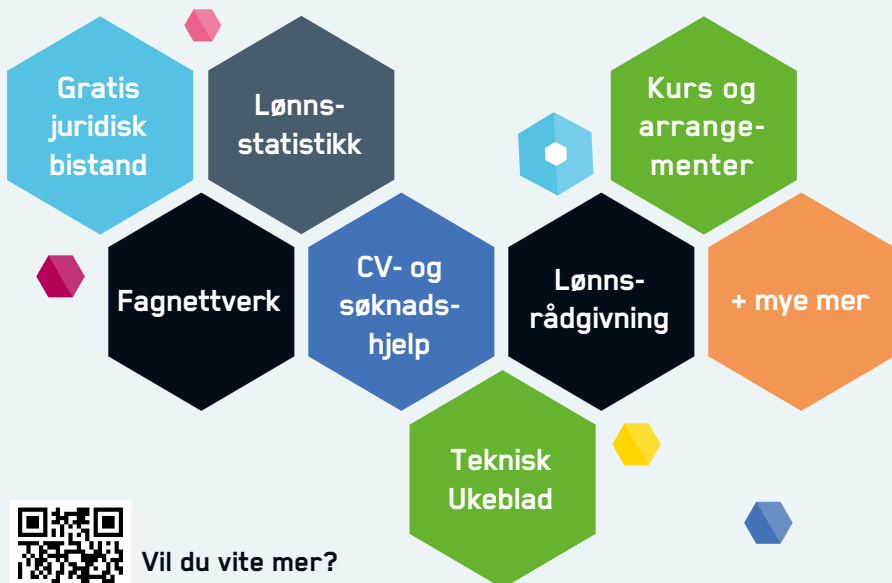 Gratis
juridisk
bistand
Lønns-
statistikk
Kurs og
arrange-
menter
Fagnettverk
CV- og
søknads-
hjelp
Lønns-
rådgivning
+ mye mer
Teknisk
Ukeblad
Vil du vite mer?